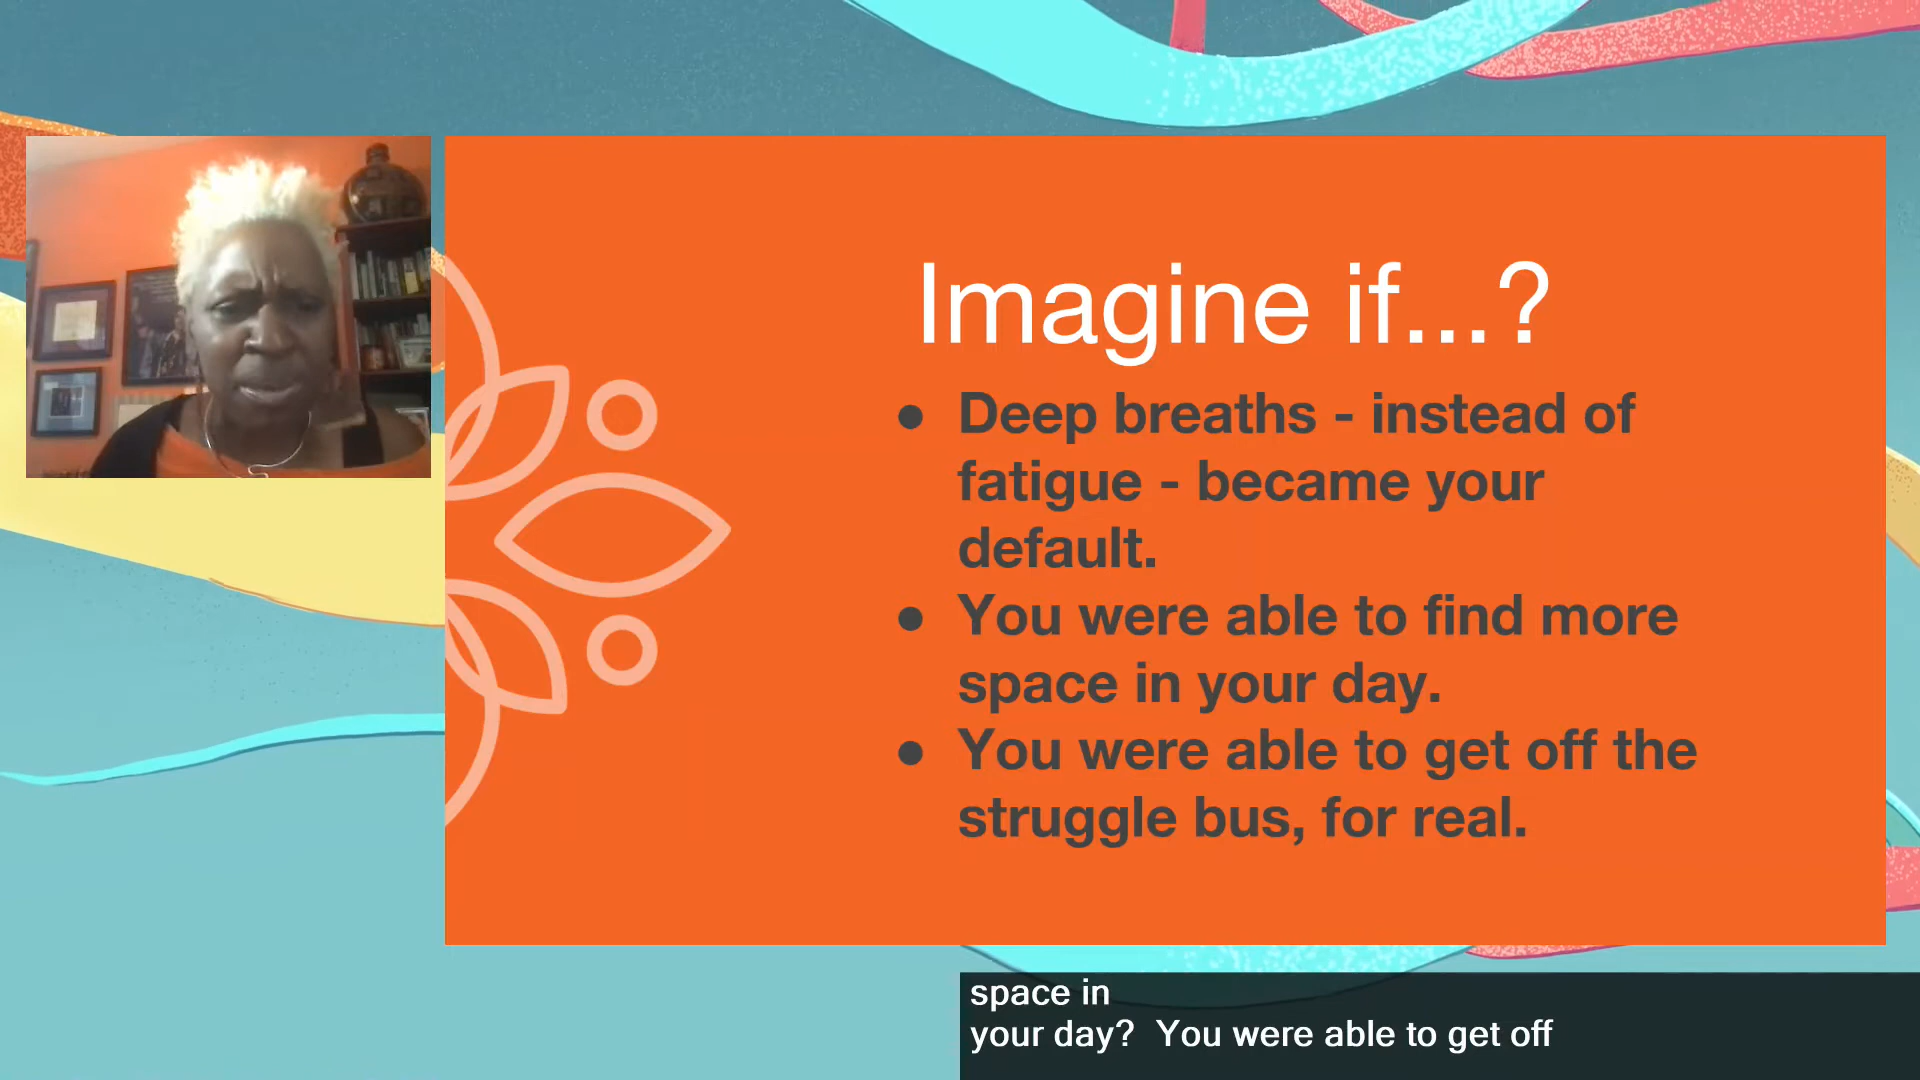 Imagine if...?
● Deep breaths - instead of
fatigue - became your
default.
● You were able to find more
space in your day.
● You were able to get off the
struggle bus, for real.
space in
your day?  You were able to get off